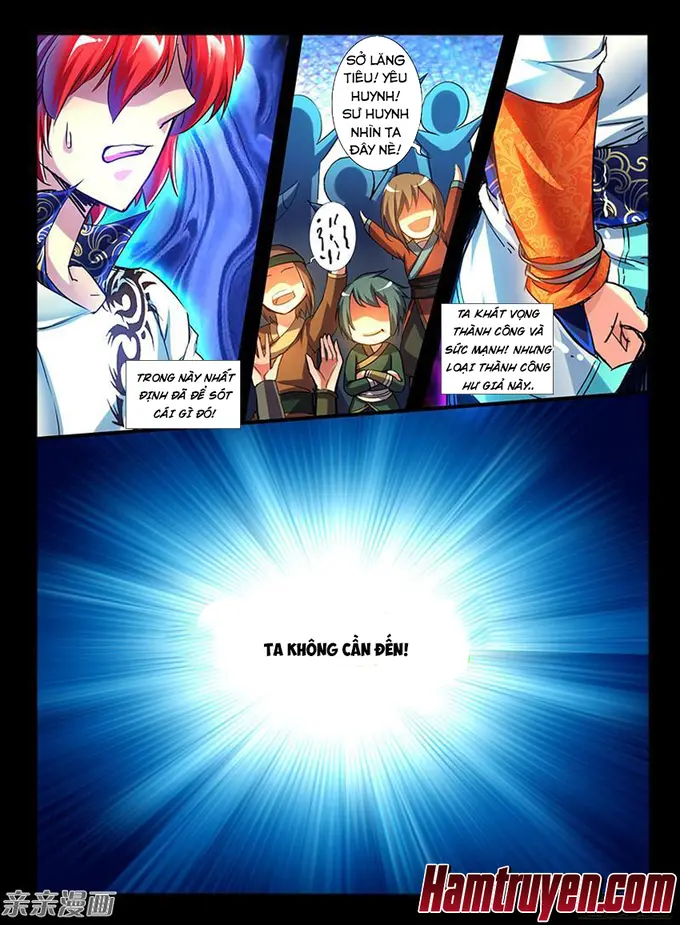 SỞ LĂNG
TIÊU! YÊU
HUYNH!
SƯ HUYNH
NHÌN TA
ĐÂY NÈ!
TRONG NÀY NHẤT
ĐỊNH ĐÃ ĐỂ SÓT
CÁI GÌ ĐÓ!
TA KHÁT VỌNG
THÀNH CÔNG VÀ
SỨC MẠNH! NHƯNG
LOẠI THÀNH CÔNG
HƯ GIẢ NÀY..
TA KHÔNG CẦN ĐẾN!
亲亲漫画
Hamtruyen.com